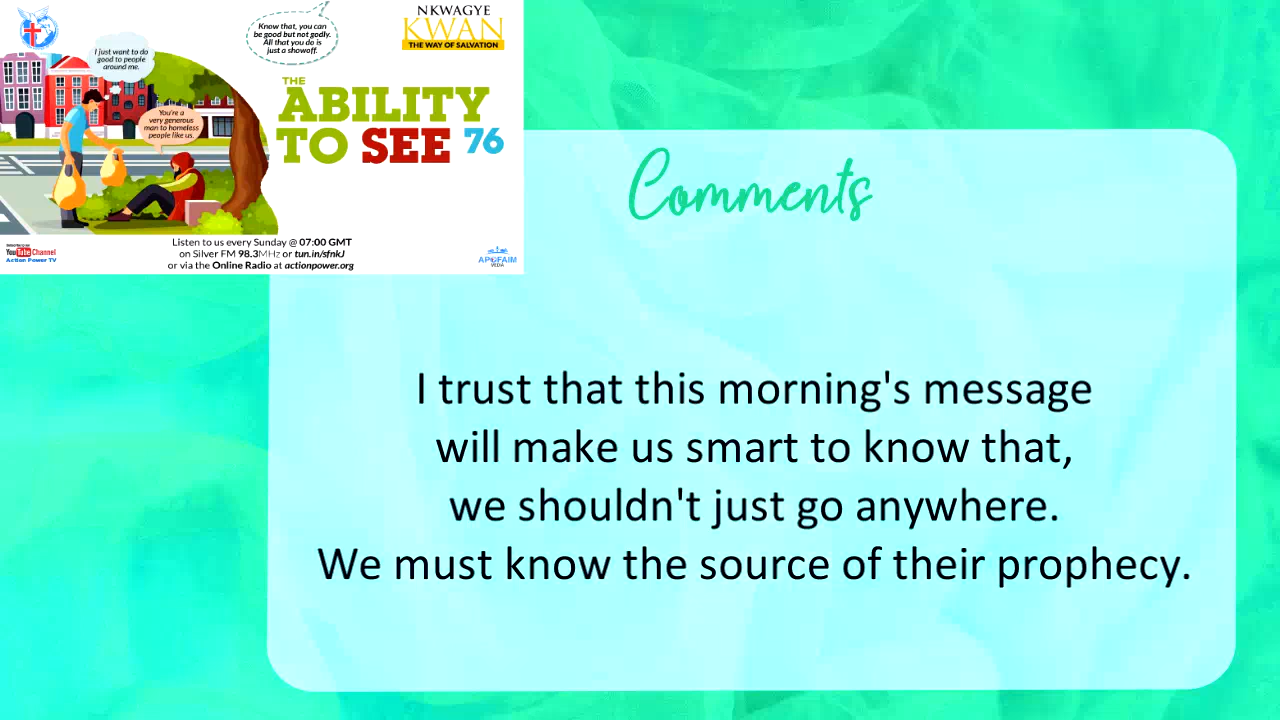 I just want to do
good to people
around me.
You're a
very generous
man to homeless
people like us.
Know that, you can
be good but not godly.
All that you do is
just a showoff.
NKWAGYE
KWAN
THE WAY OF SALVATION
THE
ABILITY
TO SEE 76
Listen to us every Sunday @ 07:00 GMT
on Silver FM 98.3MHz or tun.in/sfnkJ
or via the Online Radio at actionpower.org
YouTube Channel
Action Power TV
APOFAIM
MEDIA
Comments
I trust that this morning's message
will make us smart to know that,
we shouldn't just go anywhere.
We must know the source of their prophecy.